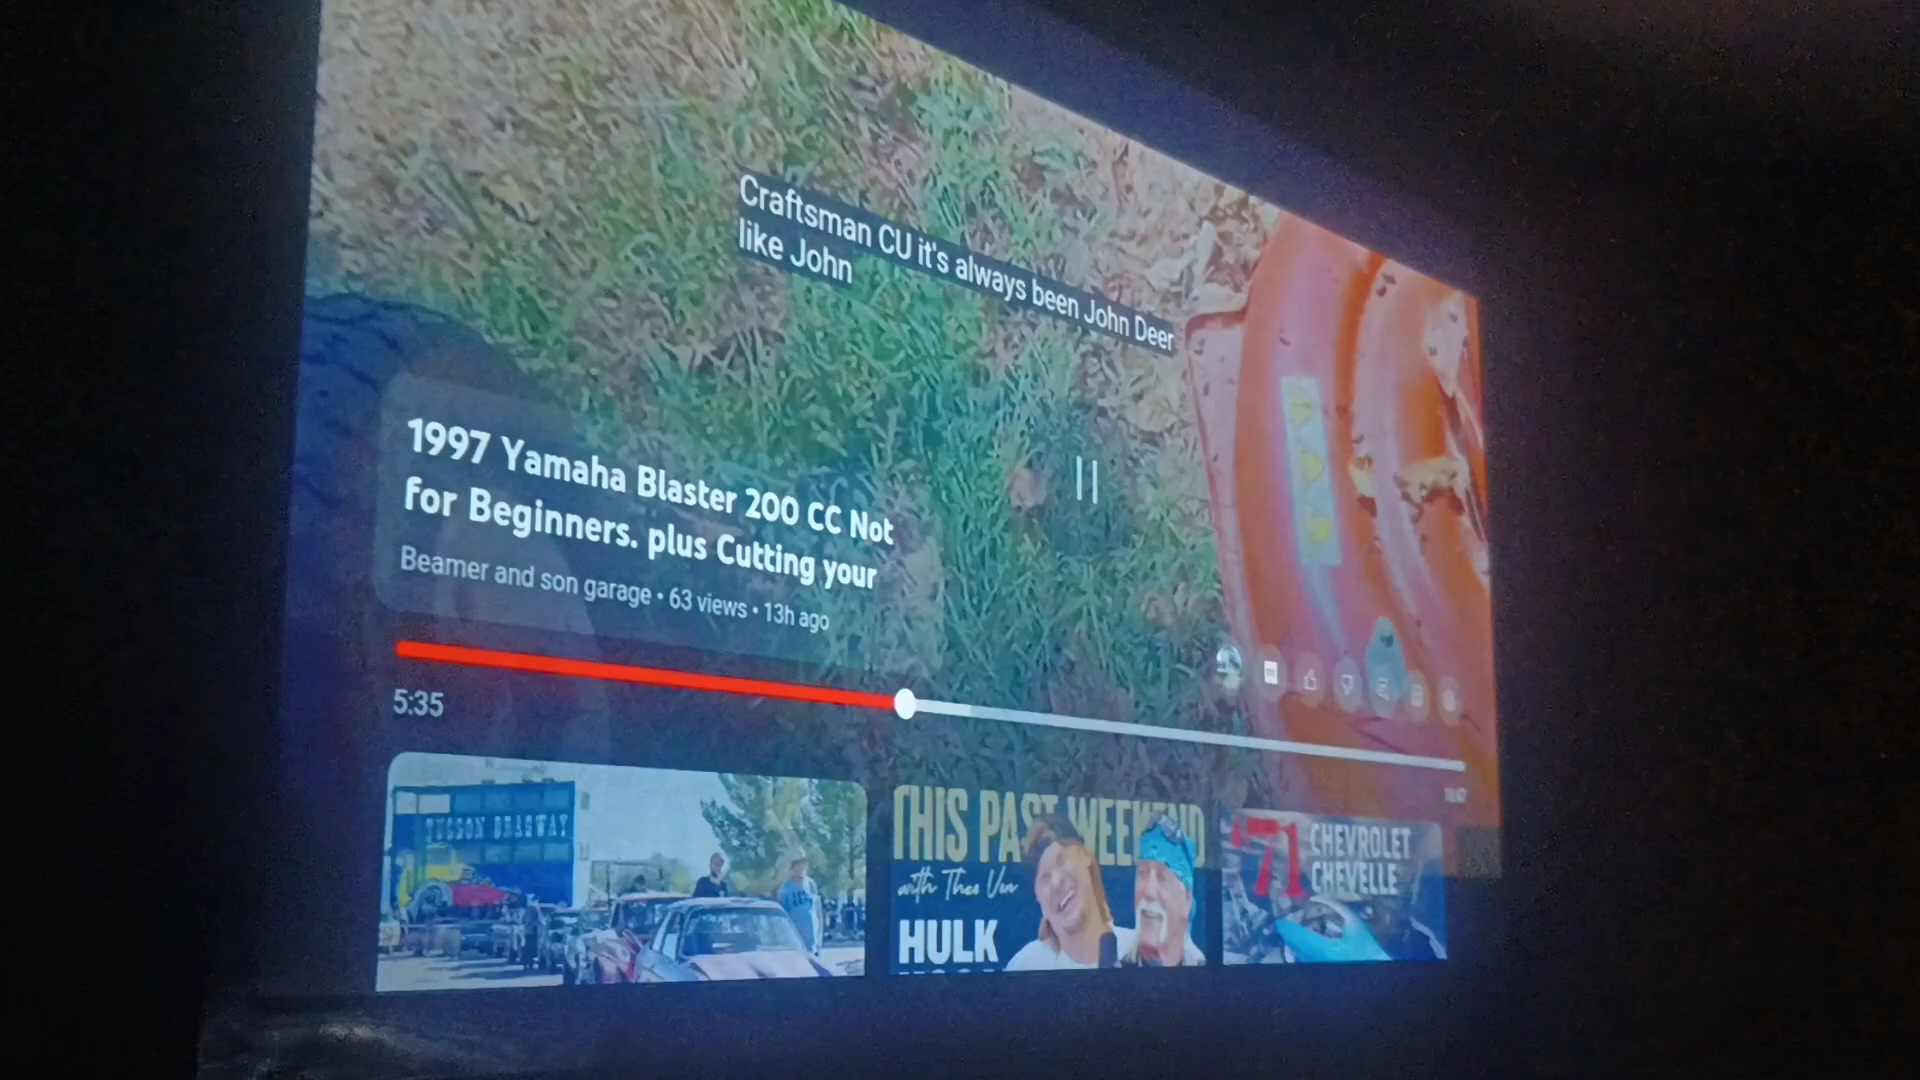 Craftsman CU it's always been John Deer
like John
1997 Yamaha Blaster 200 CC Not
for Beginners. plus Cutting your
Beamer and son garage • 63 views • 13h ago
5:35
TUCSON DRAGWAY
THIS PAST WEEKEND
with Theo Von
HULK
'71 CHEVROLET
CHEVELLE